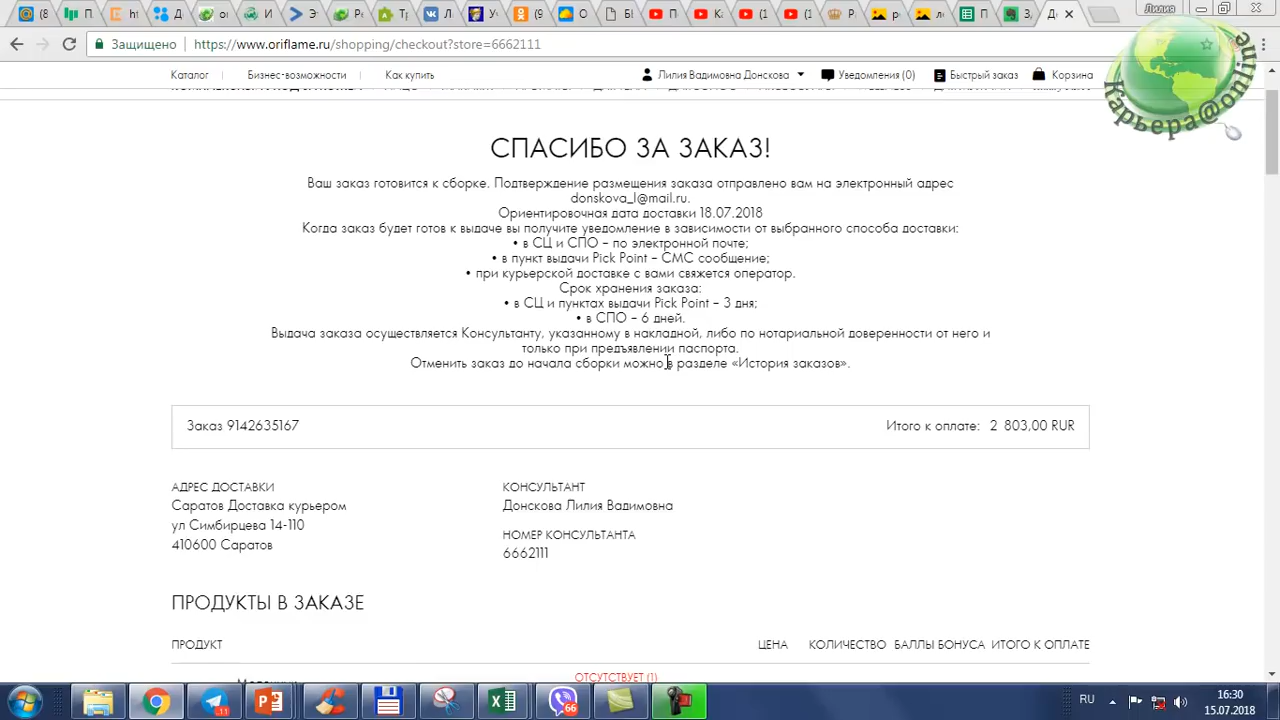 Лилия
Защищено https://www.oriflame.ru/shopping/checkout?store=6662111
Каталог Бизнес-возможности Как купить Лилия Вадимовна Донскова Уведомления (0) Быстрый заказ Корзина
Карьера@online
СПАСИБО ЗА ЗАКАЗ!
Ваш заказ готовится к сборке. Подтверждение размещения заказа отправлено вам на электронный адрес
donskova_l@mail.ru.
Ориентировочная дата доставки 18.07.2018
Когда заказ будет готов к выдаче вы получите уведомление в зависимости от выбранного способа доставки:
• в СЦ и СПО – по электронной почте;
• в пункт выдачи Pick Point – СМС сообщение;
• при курьерской доставке с вами свяжется оператор.
Срок хранения заказа:
• в СЦ и пунктах выдачи Pick Point – 3 дня;
• в СПО – 6 дней.
Выдача заказа осуществляется Консультанту, указанному в накладной, либо по нотариальной доверенности от него и
только при предъявлении паспорта.
Отменить заказ до начала сборки можно в разделе «История заказов».
Заказ 9142635167 Итого к оплате: 2 803,00 RUR
АДРЕС ДОСТАВКИ КОНСУЛЬТАНТ
Саратов Доставка курьером Донскова Лилия Вадимовна
ул Симбирцева 14-110
НОМЕР КОНСУЛЬТАНТА
410600 Саратов
6662111
ПРОДУКТЫ В ЗАКАЗЕ
ПРОДУКТ ЦЕНА КОЛИЧЕСТВО БАЛЛЫ БОНУСА ИТОГО К ОПЛАТЕ
ОТСУТСТВУЕТ (1)
11 66 RU 16:30
15.07.2018